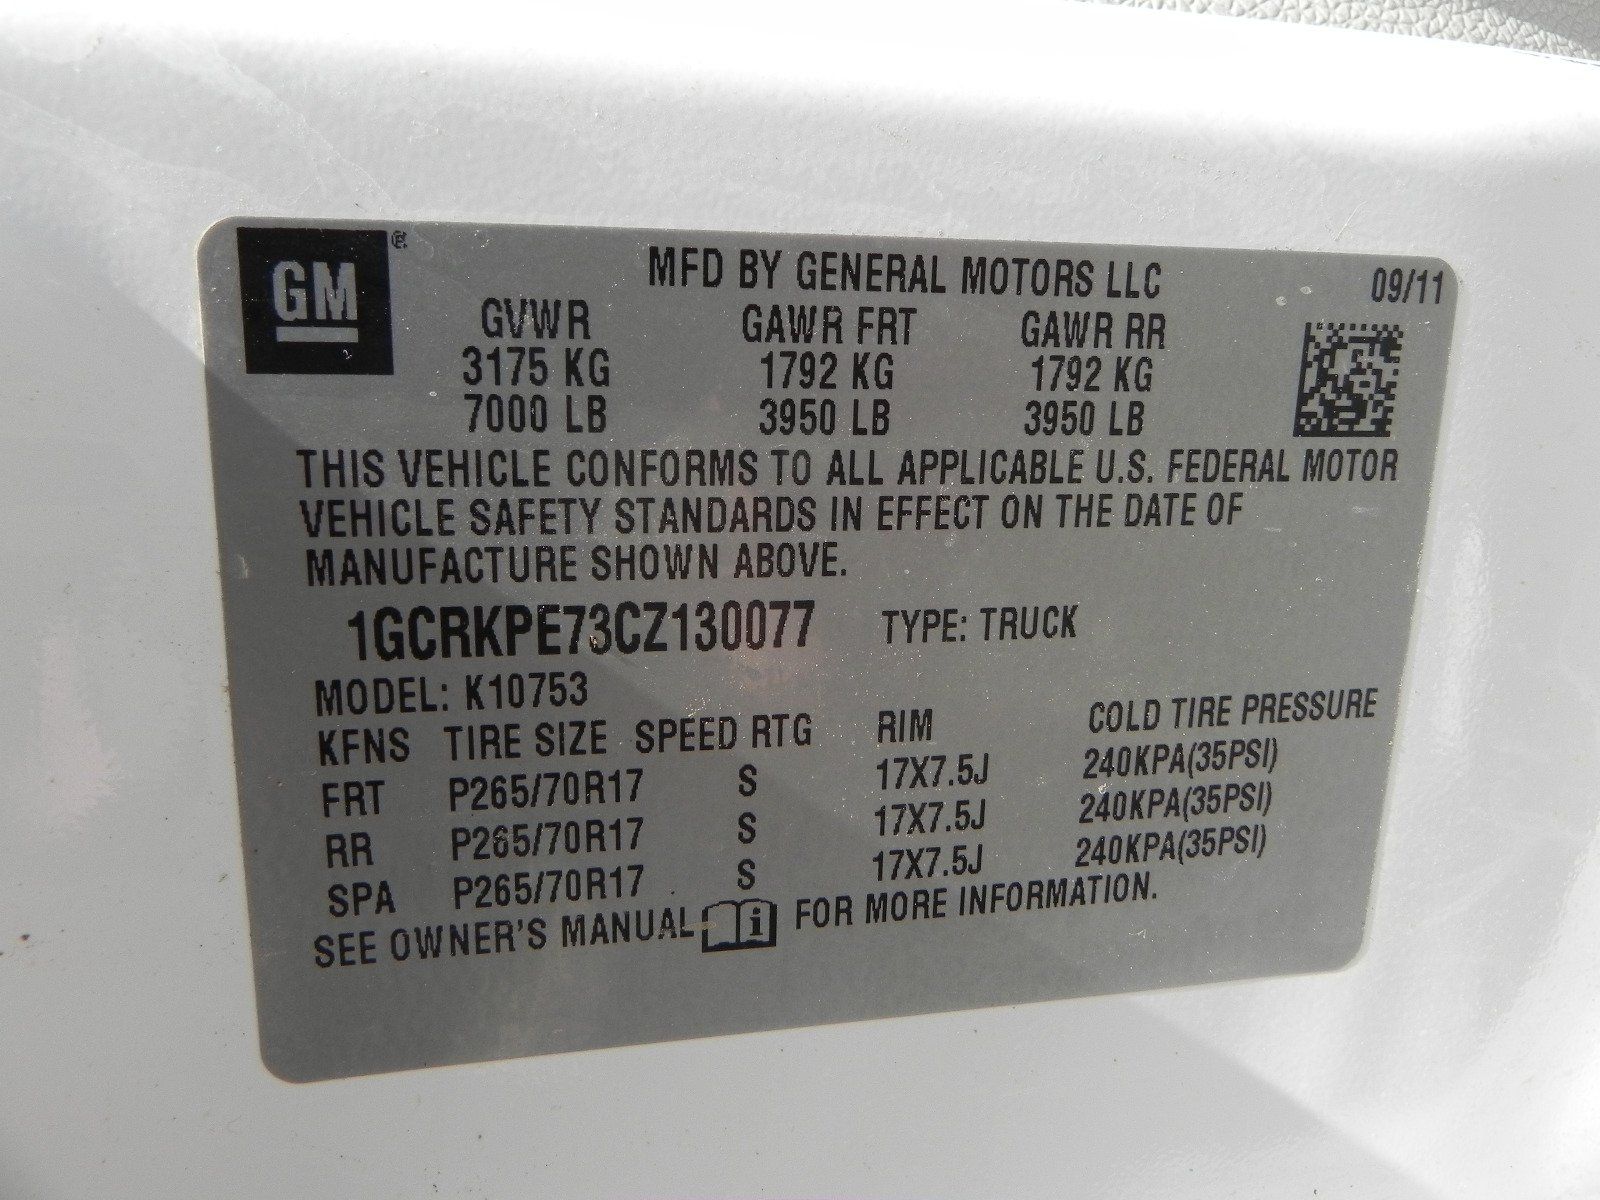 GM ®
MFD BY GENERAL MOTORS LLC 09/11
GVWR GAWR FRT GAWR RR
3175 KG 1792 KG 1792 KG
7000 LB 3950 LB 3950 LB
THIS VEHICLE CONFORMS TO ALL APPLICABLE U.S. FEDERAL MOTOR
VEHICLE SAFETY STANDARDS IN EFFECT ON THE DATE OF
MANUFACTURE SHOWN ABOVE.
1GCRKPE73CZ130077 TYPE: TRUCK
MODEL: K10753
KFNS TIRE SIZE SPEED RTG RIM COLD TIRE PRESSURE
FRT P265/70R17 S 17X7.5J 240KPA(35PSI)
RR P265/70R17 S 17X7.5J 240KPA(35PSI)
SPA P265/70R17 S 17X7.5J 240KPA(35PSI)
SEE OWNER'S MANUAL i FOR MORE INFORMATION.